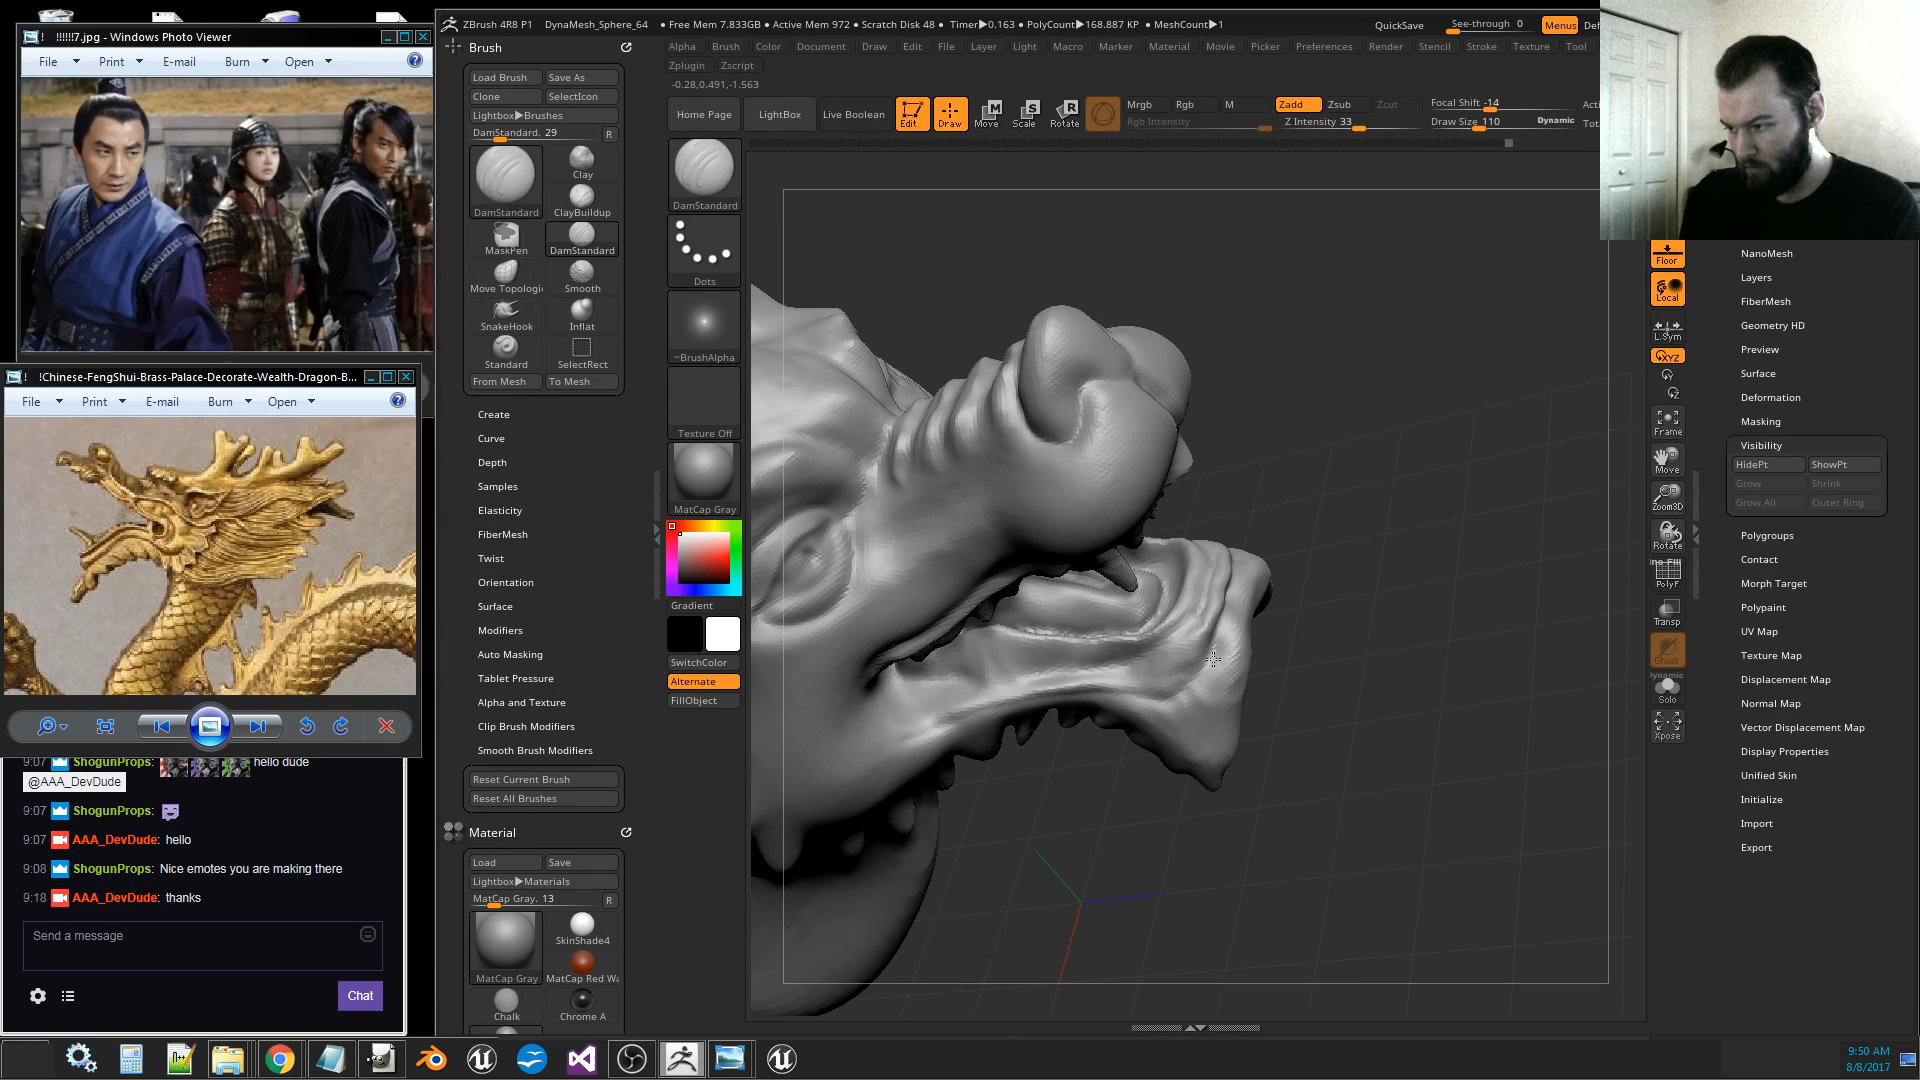 !!!!!!7.jpg - Windows Photo Viewer
File Print E-mail Burn Open
! !Chinese-FengShui-Brass-Palace-Decorate-Wealth-Dragon-B...
File Print E-mail Burn Open
9:07 ShogunProps: hello dude
@AAA_DevDude
9:07 ShogunProps:
9:07 AAA_DevDude: hello
9:08 ShogunProps: Nice emotes you are making there
9:18 AAA_DevDude: thanks
Send a message
Chat
ZBrush 4R8 P1 DynaMesh_Sphere_64 • Free Mem 7.833GB • Active Mem 972 • Scratch Disk 48 • Timer▶0.163 • PolyCount▶168.887 KP • MeshCount▶1
QuickSave See-through 0 Menus
Brush
Load Brush Save As
Clone SelectIcon
Lightbox▶Brushes
DamStandard. 29 R
DamStandard Clay
ClayBuildup
MaskPen DamStandard
Move Topologi Smooth
SnakeHook Inflat
Standard SelectRect
From Mesh To Mesh
Create
Curve
Depth
Samples
Elasticity
FiberMesh
Twist
Orientation
Surface
Modifiers
Auto Masking
Tablet Pressure
Alpha and Texture
Clip Brush Modifiers
Smooth Brush Modifiers
Reset Current Brush
Reset All Brushes
Material
Load Save
Lightbox▶Materials
MatCap Gray. 13 R
MatCap Gray SkinShade4
MatCap Red Wa
Chalk Chrome A
Alpha Brush Color Document Draw Edit File Layer Light Macro Marker Material Movie Picker Preferences Render Stencil Stroke Texture Tool
Zplugin Zscript
-0.28,0.491,-1.563
Home Page LightBox Live Boolean Edit Draw Move Scale Rotate
Mrgb Rgb M Zadd Zsub Zcut Focal Shift -14
Rgb Intensity Z Intensity 33 Draw Size 110 Dynamic
DamStandard
Dots
~BrushAlpha
Texture Off
MatCap Gray
Gradient
SwitchColor
Alternate
FillObject
Floor
Local
L.Sym
XYZ
Frame
Move
Zoom3D
Rotate
PolyF
Transp
Ghost
Dynamic
Solo
Xpose
NanoMesh
Layers
FiberMesh
Geometry HD
Preview
Surface
Deformation
Masking
Visibility
HidePt ShowPt
Grow Shrink
Grow All Outer Ring
Polygroups
Contact
Morph Target
Polypaint
UV Map
Texture Map
Displacement Map
Normal Map
Vector Displacement Map
Display Properties
Unified Skin
Initialize
Import
Export
9:50 AM
8/8/2017